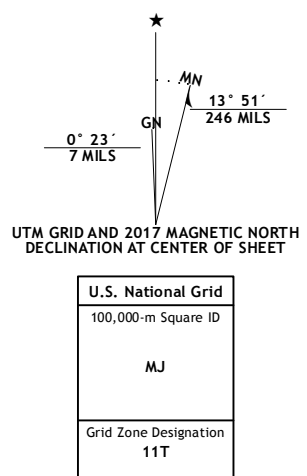 ★
MN
GN
13° 51´
246 MILS
0° 23´
7 MILS
UTM GRID AND 2017 MAGNETIC NORTH
DECLINATION AT CENTER OF SHEET
U.S. National Grid
100,000-m Square ID
MJ
Grid Zone Designation
11T